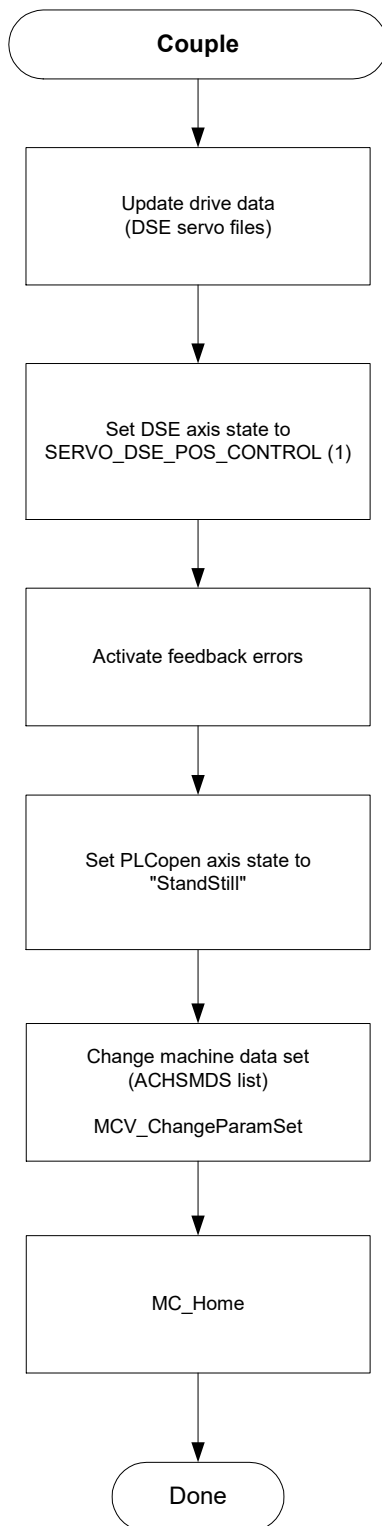 Couple
Update drive data
(DSE servo files)
Set DSE axis state to
SERVO_DSE_POS_CONTROL (1)
Activate feedback errors
Set PLCopen axis state to
"StandStill"
Change machine data set
(ACHSMDS list)
MCV_ChangeParamSet
MC_Home
Done